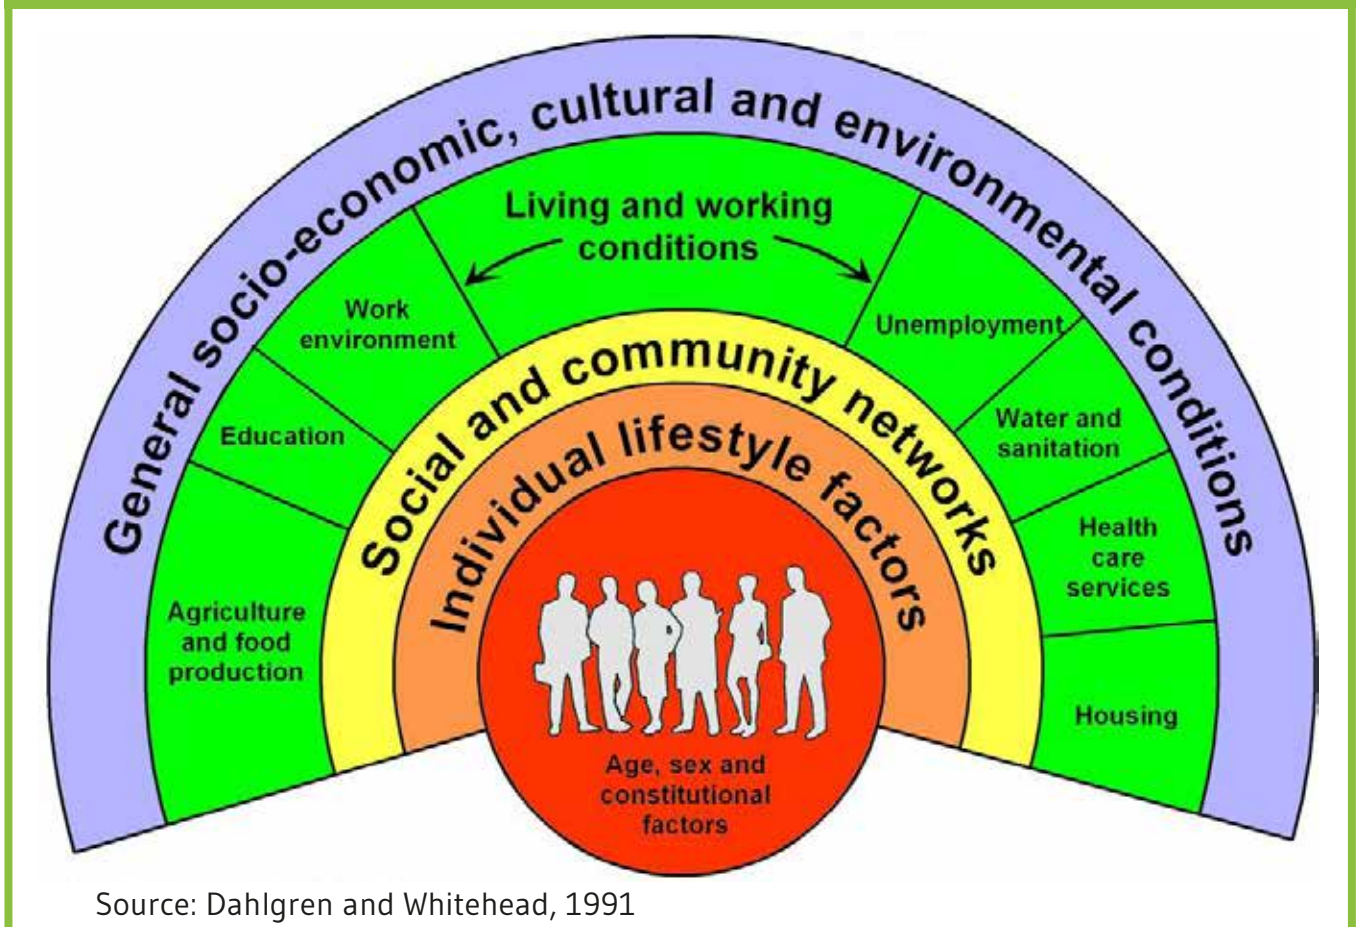 General socio-economic, cultural and environmental conditions
Living and working
conditions
Work
environment
Education
Agriculture
and food
production
Unemployment
Water and
sanitation
Health
care
services
Housing
Social and community networks
Individual lifestyle factors
Age, sex and
constitutional
factors
Source: Dahlgren and Whitehead, 1991